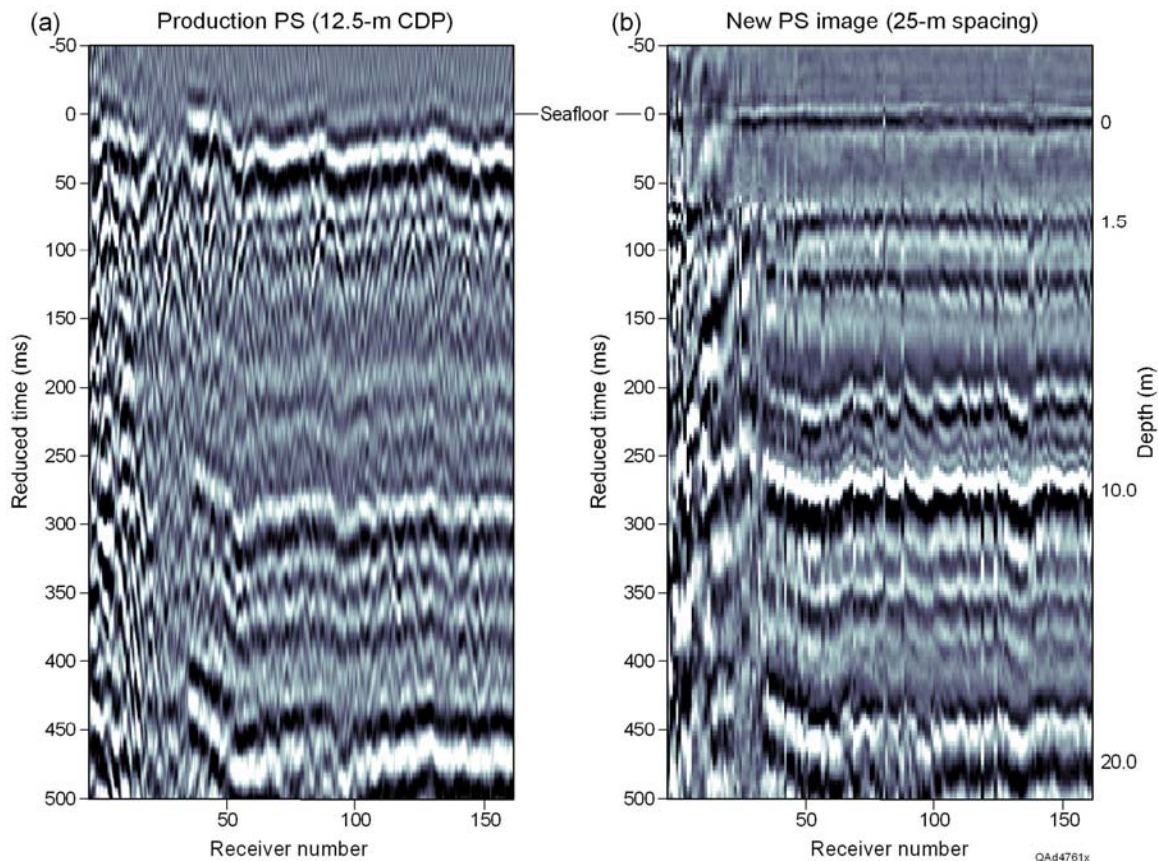 (a) Production PS (12.5-m CDP)
-50
0
50
100
150
200
250
300
350
400
450
500
Reduced time (ms)
50 100 150
Receiver number
Seafloor
(b) New PS image (25-m spacing)
-50
0
50
100
150
200
250
300
350
400
450
500
Reduced time (ms)
50 100 150
Receiver number
0
1.5
10.0
20.0
Depth (m)
QAd4761x